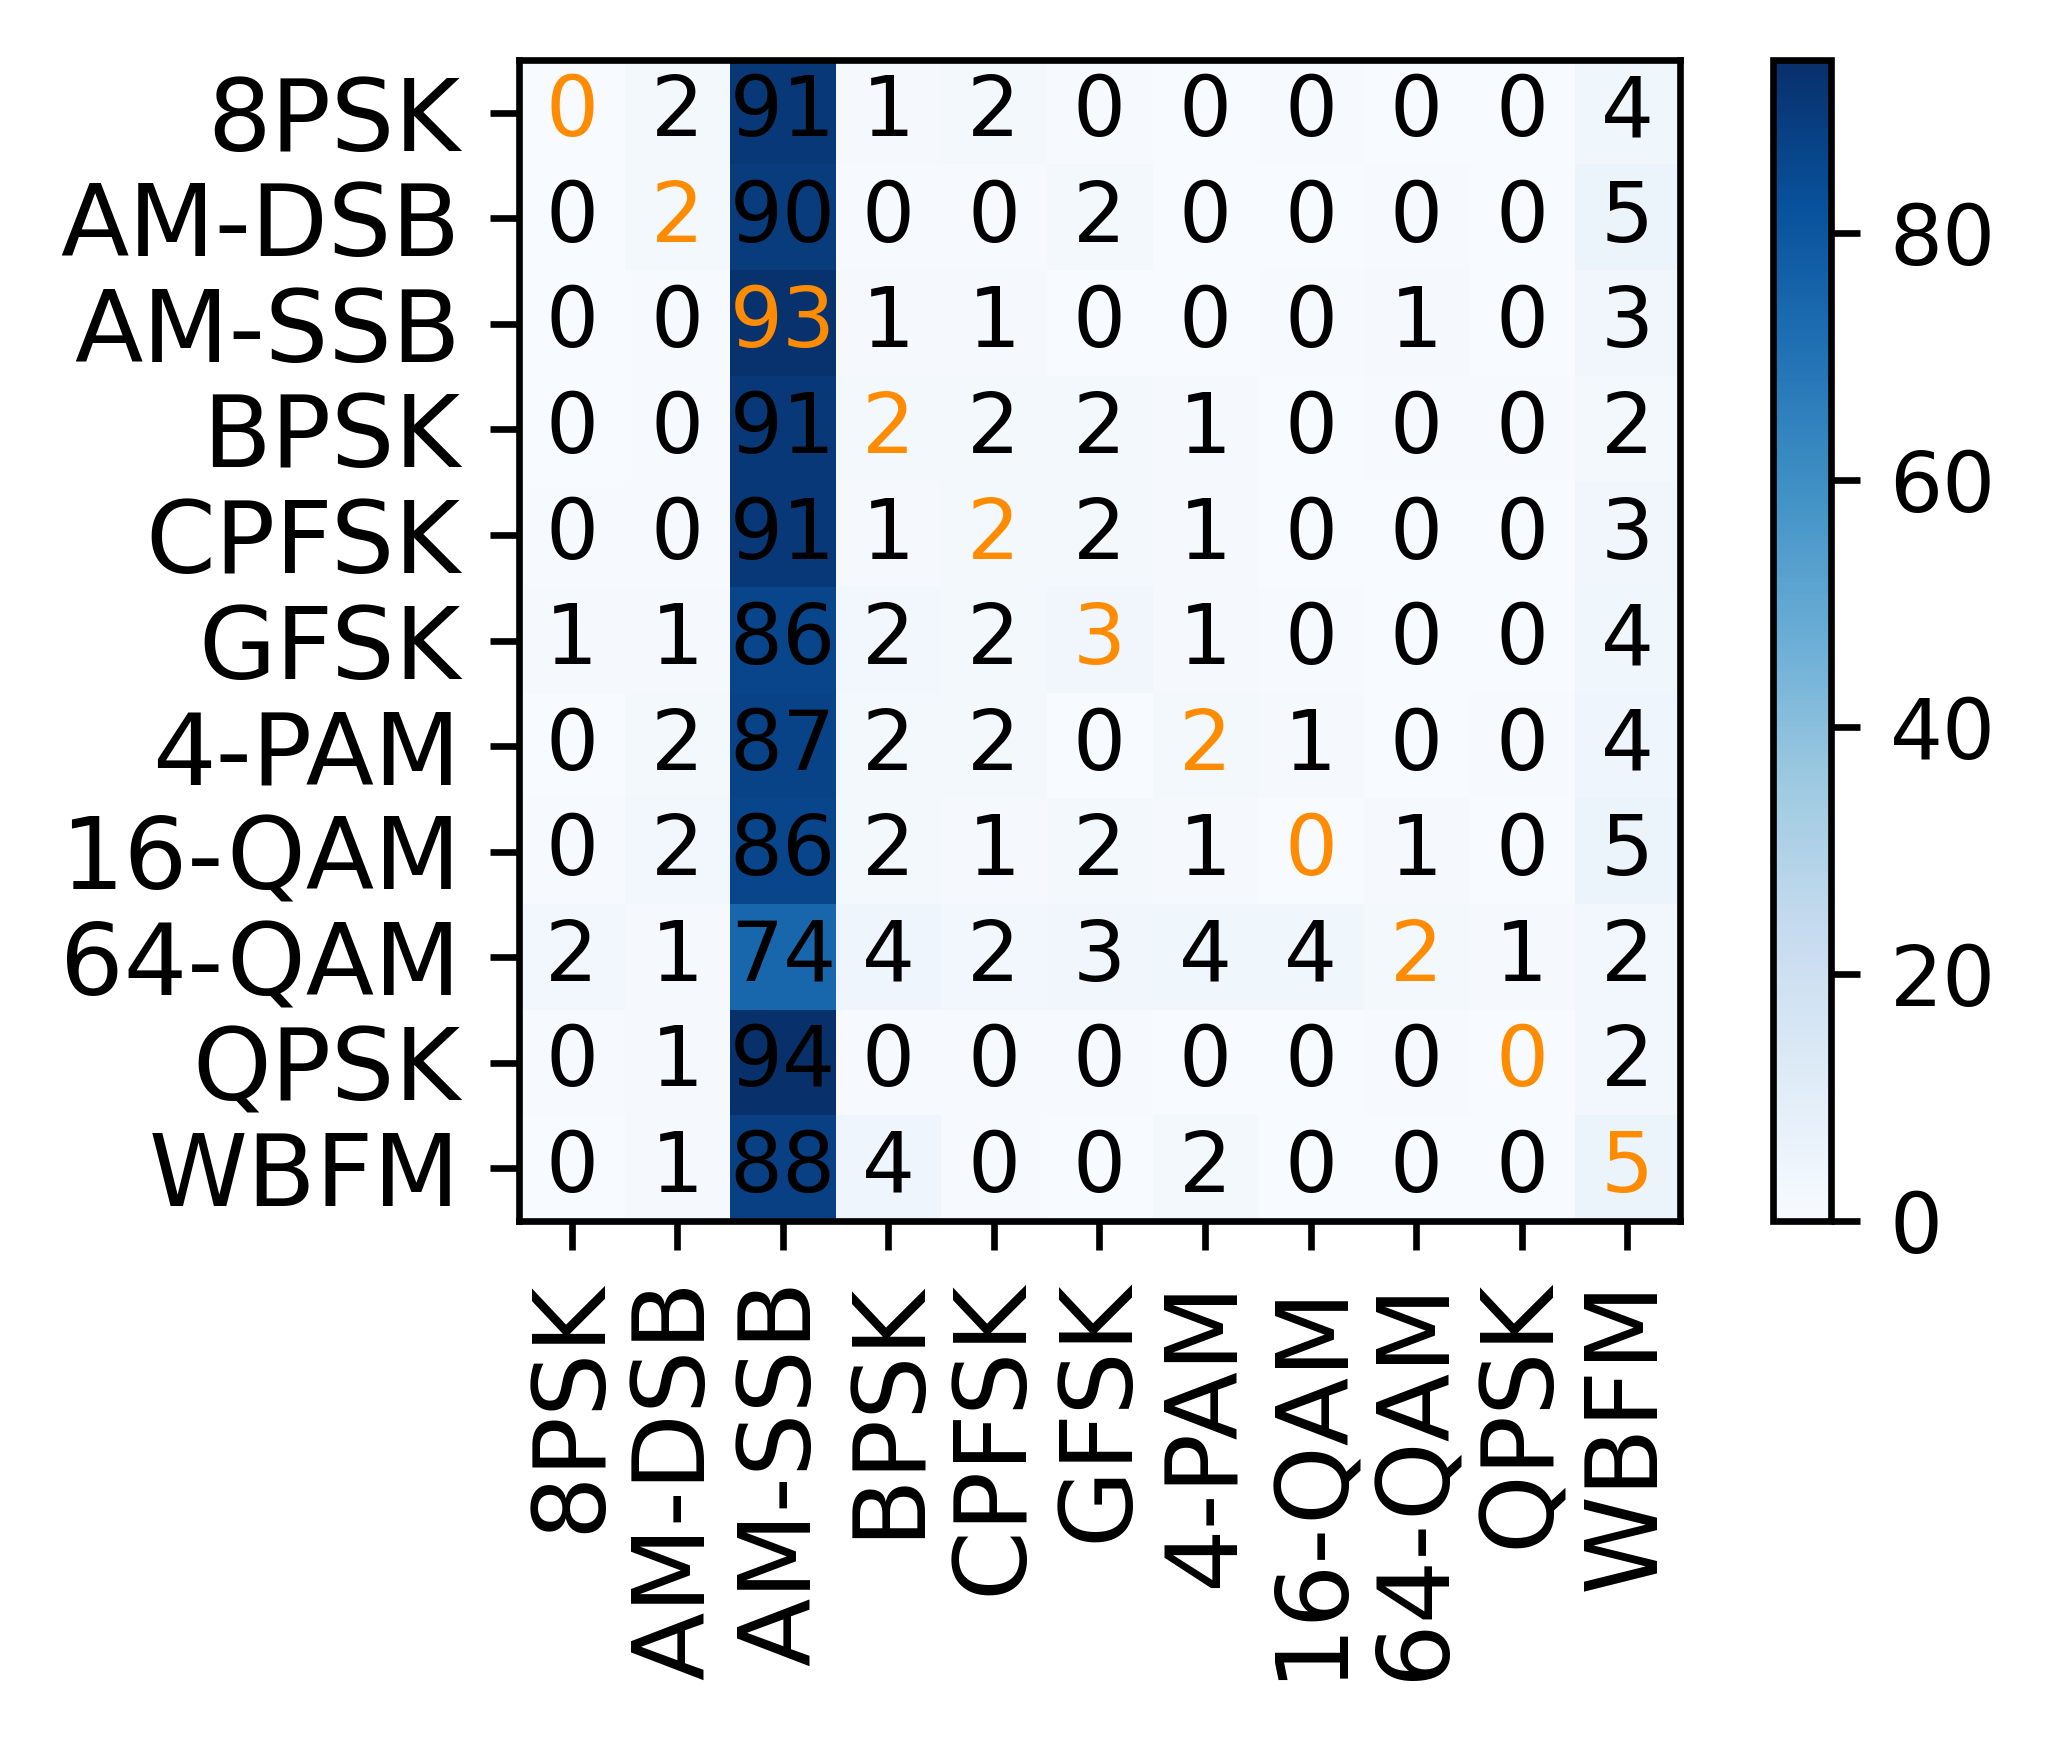 8PSK 0 2 91 1 2 0 0 0 0 0 4
AM-DSB 0 2 90 0 0 2 0 0 0 0 5
AM-SSB 0 0 93 1 1 0 0 0 1 0 3
BPSK 0 0 91 2 2 2 1 0 0 0 2
CPFSK 0 0 91 1 2 2 1 0 0 0 3
GFSK 1 1 86 2 2 3 1 0 0 0 4
4-PAM 0 2 87 2 2 0 2 1 0 0 4
16-QAM 0 2 86 2 1 2 1 0 1 0 5
64-QAM 2 1 74 4 2 3 4 4 2 1 2
QPSK 0 1 94 0 0 0 0 0 0 0 2
WBFM 0 1 88 4 0 0 2 0 0 0 5
8PSK
AM-DSB
AM-SSB
BPSK
CPFSK
GFSK
4-PAM
16-QAM
64-QAM
QPSK
WBFM
80
60
40
20
0